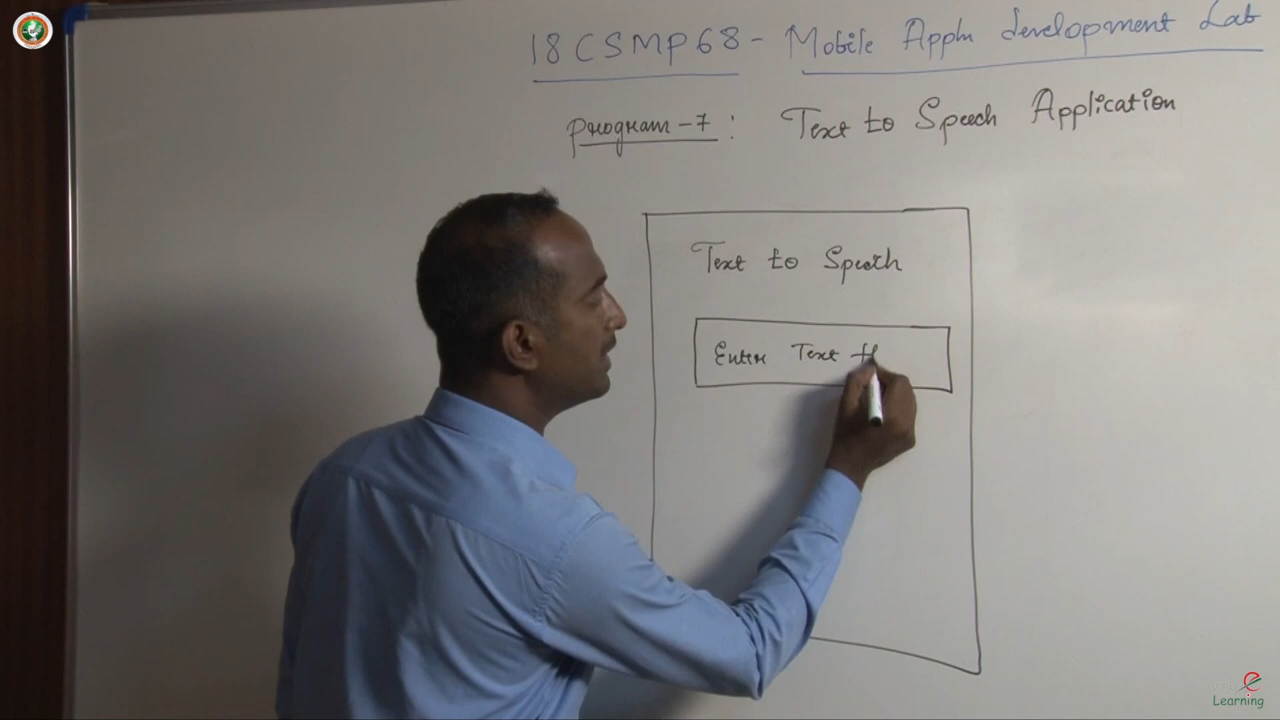 18CSMP68 - Mobile Appln development Lab
Program-7: Text to Speech Application
Text to Speech
Enter Text H
Learning